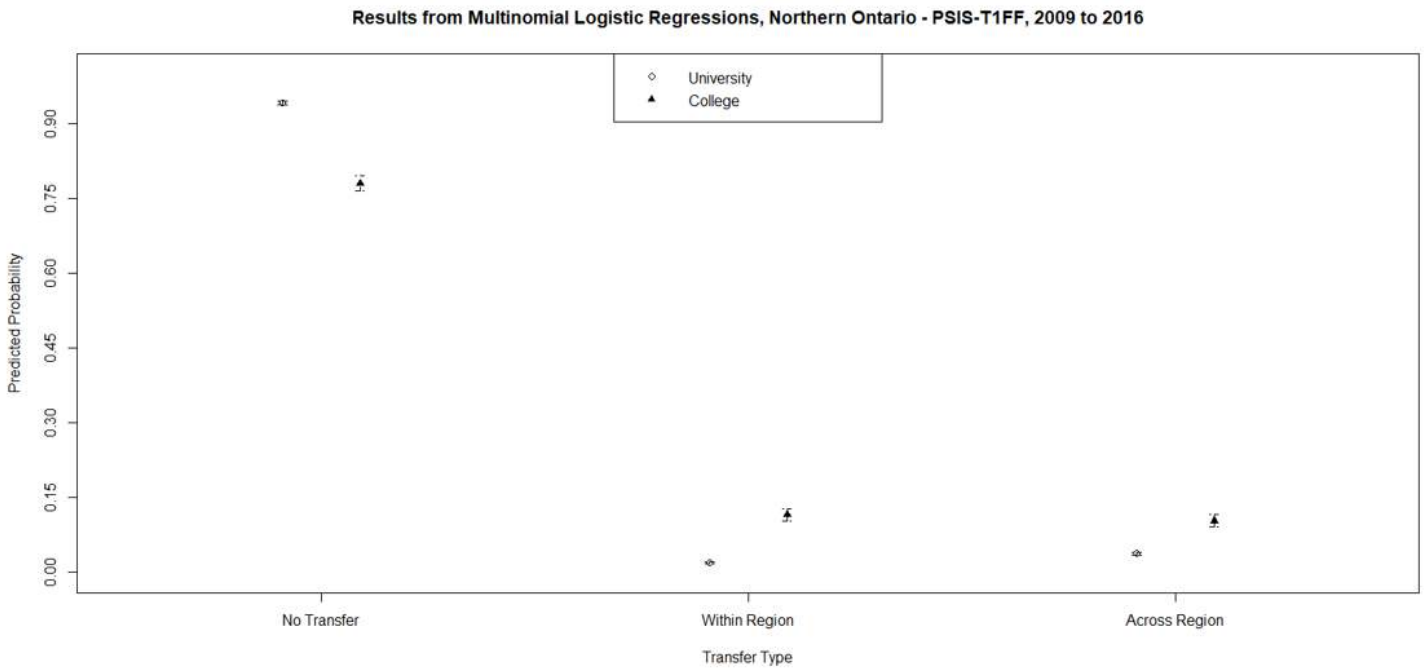 Results from Multinomial Logistic Regressions, Northern Ontario - PSIS-T1FF, 2009 to 2016
University
College
Predicted Probability
0.90
0.75
0.60
0.45
0.30
0.15
0.00
No Transfer
Within Region
Across Region
Transfer Type